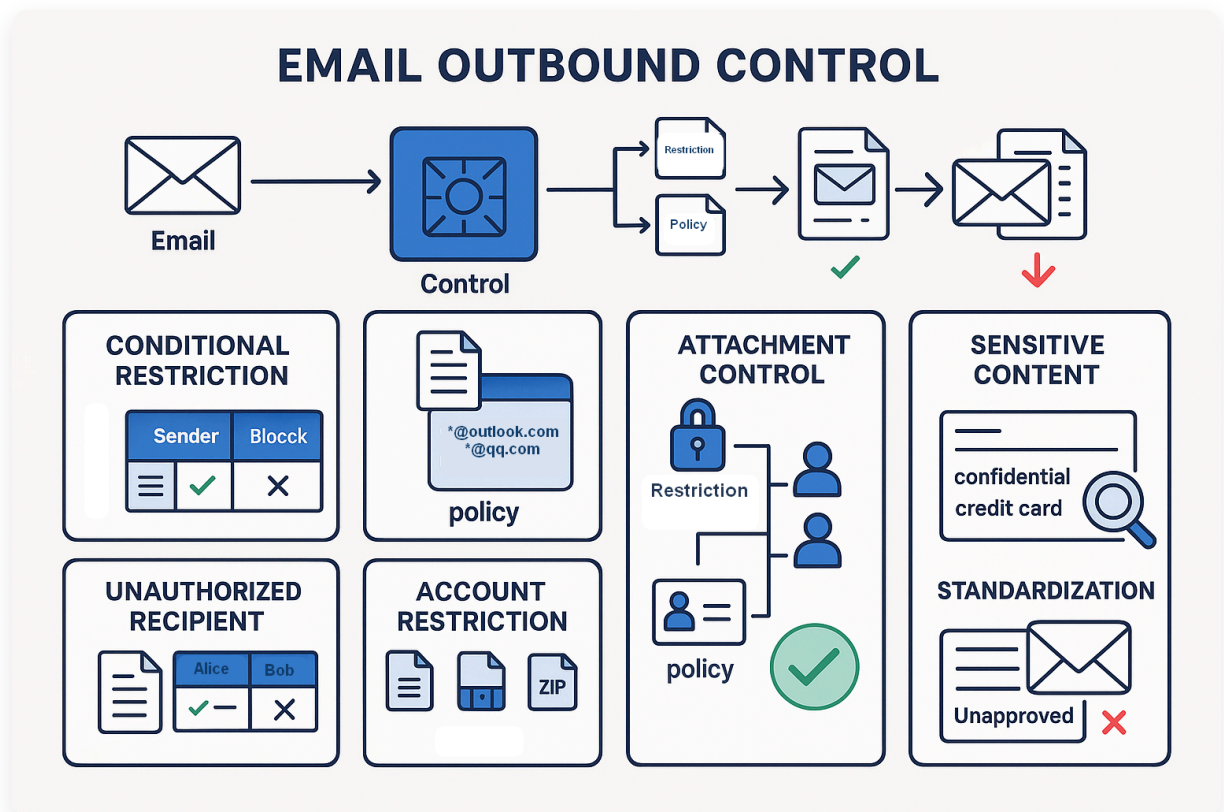 EMAIL OUTBOUND CONTROL
Email
Control
Restriction
Policy
CONDITIONAL
RESTRICTION
Sender
Blocck
*@outlook.com
*@qq.com
policy
ATTACHMENT
CONTROL
Restriction
policy
SENSITIVE
CONTENT
confidential
credit card
UNAUTHORIZED
RECIPIENT
Alice
Bob
ACCOUNT
RESTRICTION
ZIP
STANDARDIZATION
Unapproved